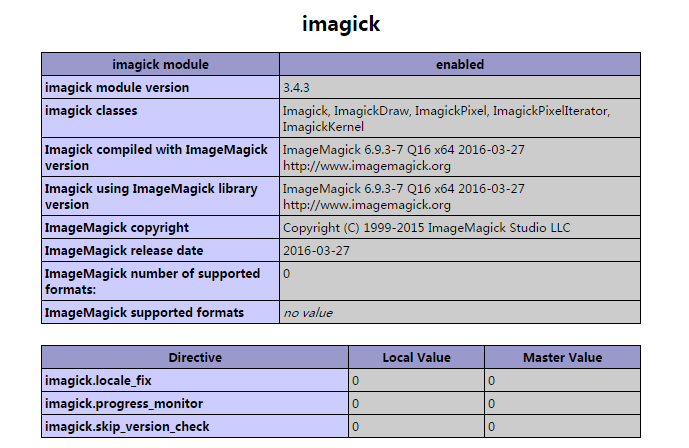 imagick
imagick module enabled
imagick module version 3.4.3
imagick classes Imagick, ImagickDraw, ImagickPixel, ImagickPixelIterator,
ImagickKernel
Imagick compiled with ImageMagick ImageMagick 6.9.3-7 Q16 x64 2016-03-27
version http://www.imagemagick.org
Imagick using ImageMagick library ImageMagick 6.9.3-7 Q16 x64 2016-03-27
version http://www.imagemagick.org
ImageMagick copyright Copyright (C) 1999-2015 ImageMagick Studio LLC
ImageMagick release date 2016-03-27
ImageMagick number of supported 0
formats:
ImageMagick supported formats no value
Directive Local Value Master Value
imagick.locale_fix 0 0
imagick.progress_monitor 0 0
imagick.skip_version_check 0 0